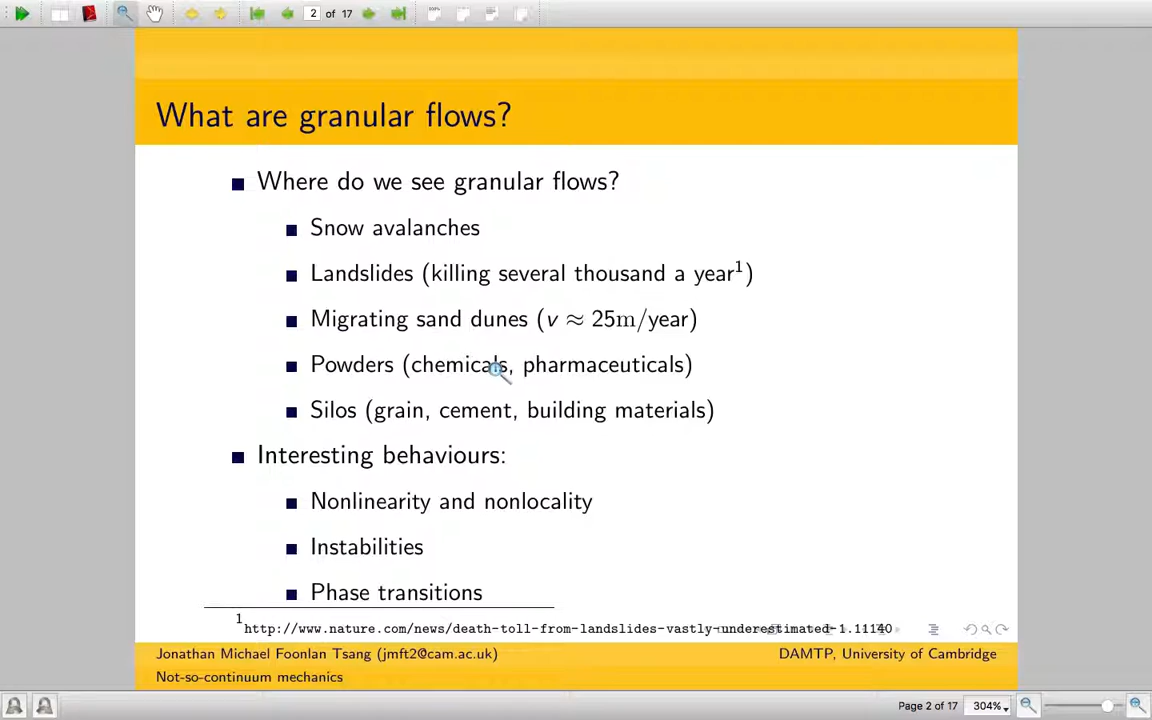 2 of 17
What are granular flows?
Where do we see granular flows?
Snow avalanches
Landslides (killing several thousand a year¹)
Migrating sand dunes (v ≈ 25m/year)
Powders (chemicals, pharmaceuticals)
Silos (grain, cement, building materials)
Interesting behaviours:
Nonlinearity and nonlocality
Instabilities
Phase transitions
¹http://www.nature.com/news/death-toll-from-landslides-vastly-underestimated-1.11140
Jonathan Michael Foonlan Tsang (jmft2@cam.ac.uk) DAMTP, University of Cambridge
Not-so-continuum mechanics
Page 2 of 17 304%